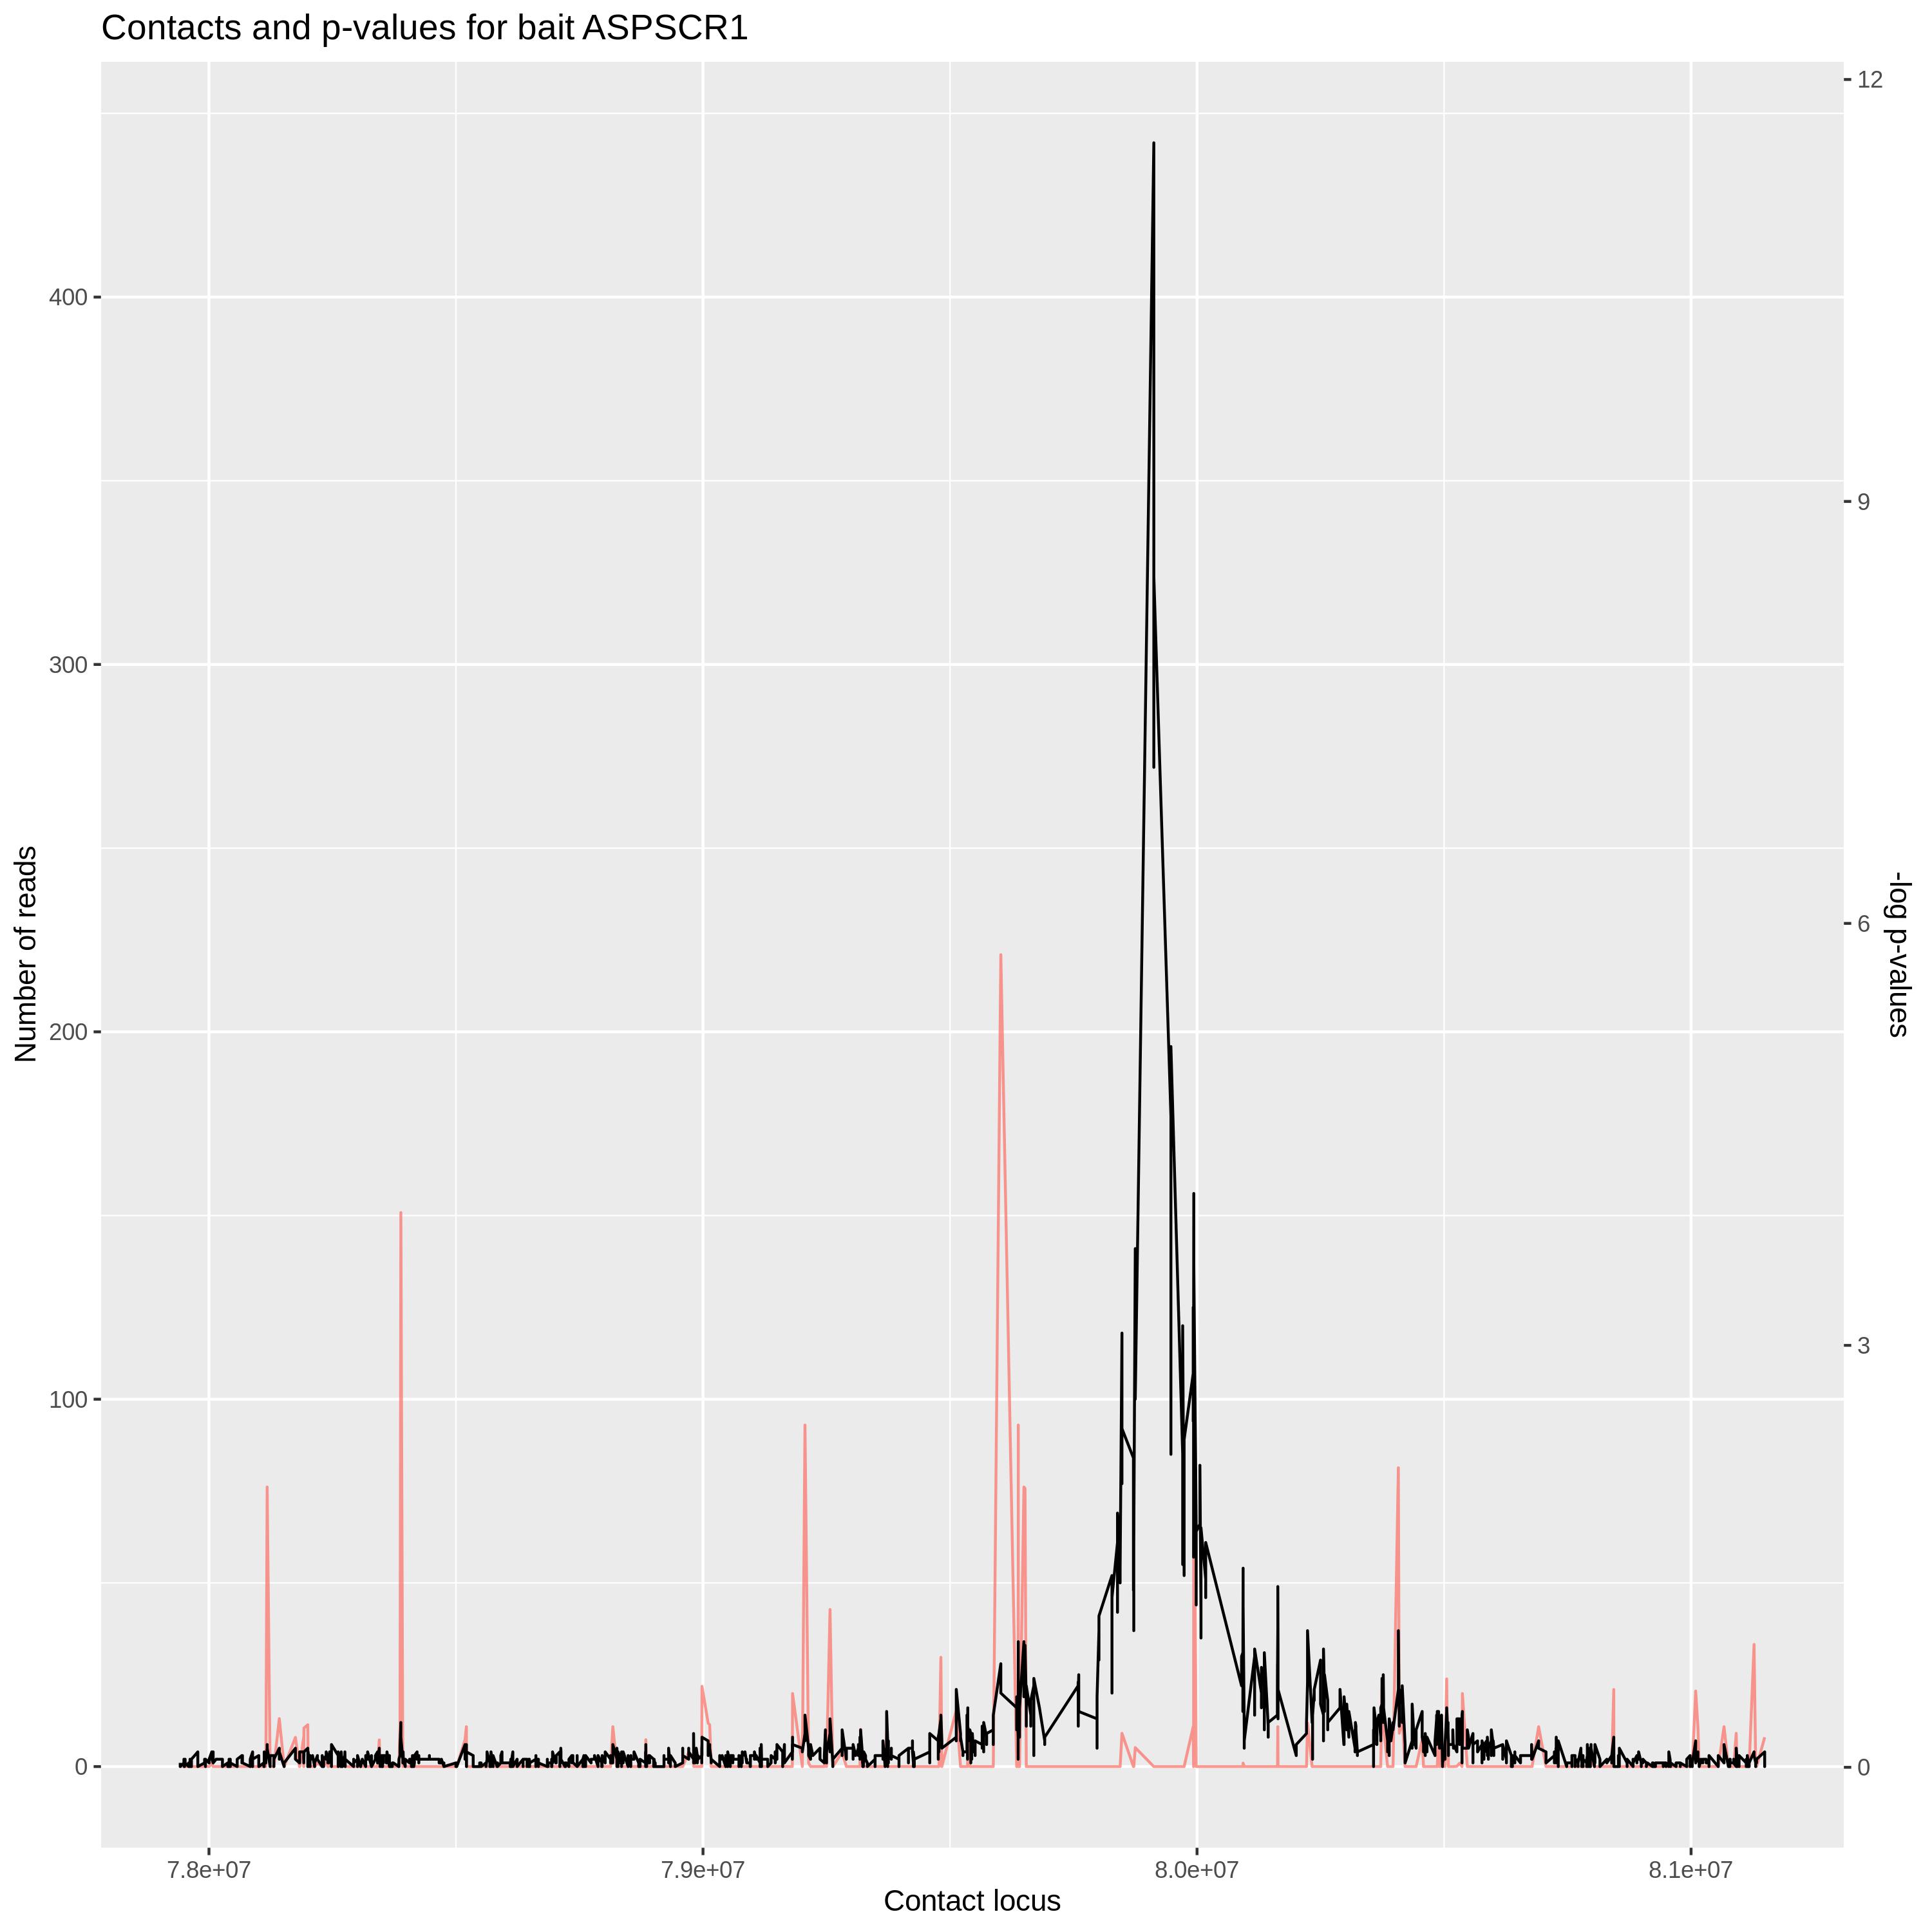 Contacts and p-values for bait ASPSCR1
Number of reads
400
300
200
100
0
12
9
6
3
0
-log p-values
7.8e+07
7.9e+07
8.0e+07
8.1e+07
Contact locus